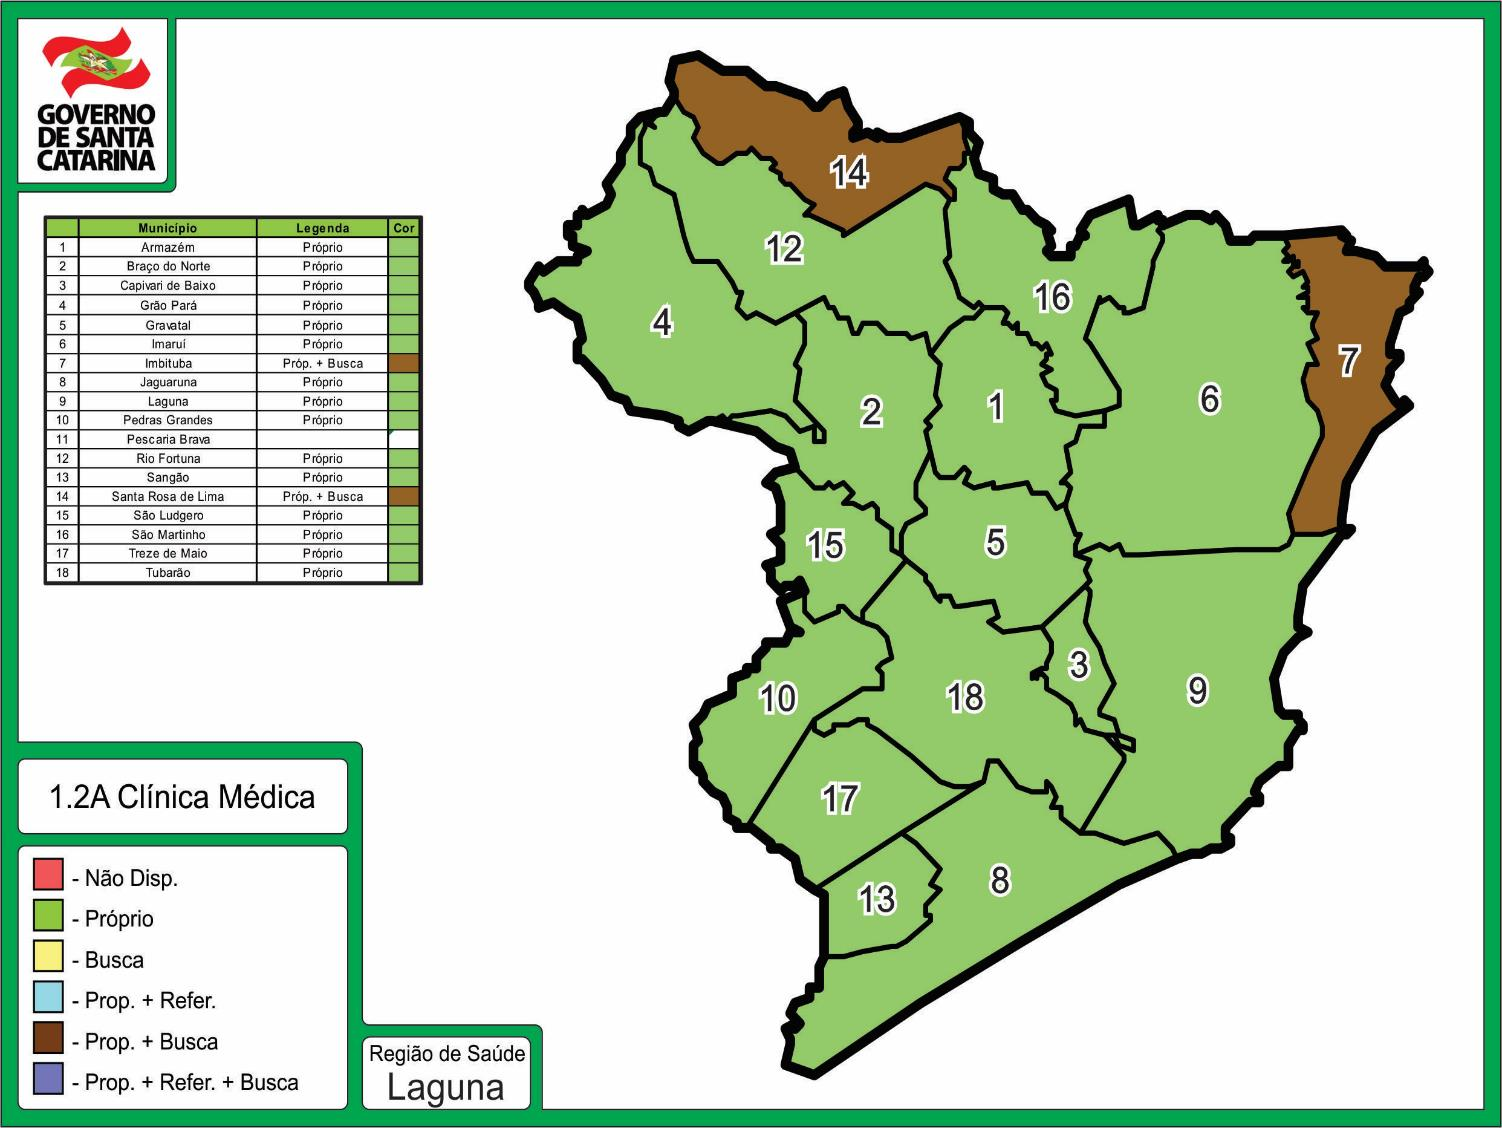 GOVERNO
DE SANTA
CATARINA
Município Legenda Cor
1 Armazém Próprio
2 Braço do Norte Próprio
3 Capivari de Baixo Próprio
4 Grão Pará Próprio
5 Gravatal Próprio
6 Imaruí Próprio
7 Imbituba Próp. + Busca
8 Jaguaruna Próprio
9 Laguna Próprio
10 Pedras Grandes Próprio
11 Pescaria Brava
12 Rio Fortuna Próprio
13 Sangão Próprio
14 Santa Rosa de Lima Próp. + Busca
15 São Ludgero Próprio
16 São Martinho Próprio
17 Treze de Maio Próprio
18 Tubarão Próprio
14
12
16
4
7
6
2
1
15
5
3
10
18
9
17
8
13
1.2A Clínica Médica
- Não Disp.
- Próprio
- Busca
- Prop. + Refer.
- Prop. + Busca
- Prop. + Refer. + Busca
Região de Saúde
Laguna